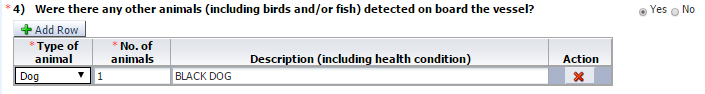 * 4) Were there any other animals (including birds and/or fish) detected on board the vessel? Yes No
Add Row
* Type of animal * No. of animals Description (including health condition) Action
Dog 1 BLACK DOG